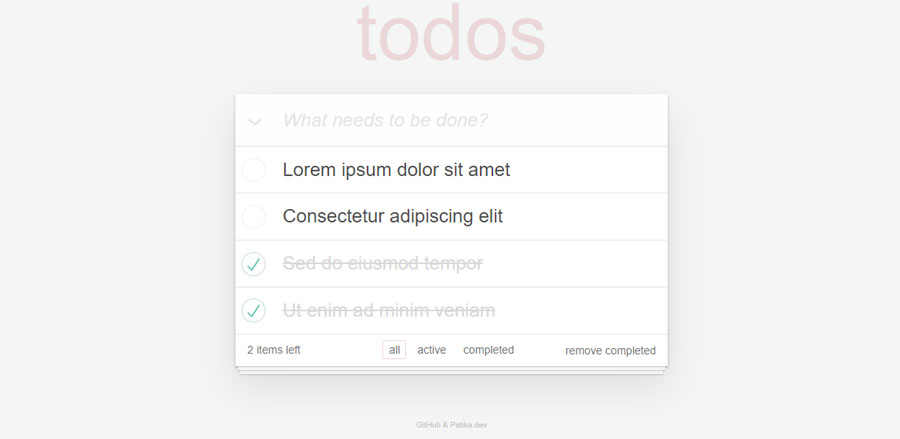 todos
What needs to be done?
Lorem ipsum dolor sit amet
Consectetur adipiscing elit
Sed do eiusmod tempor
Ut enim ad minim veniam
2 items left all active completed remove completed
GitHub & Patika.dev